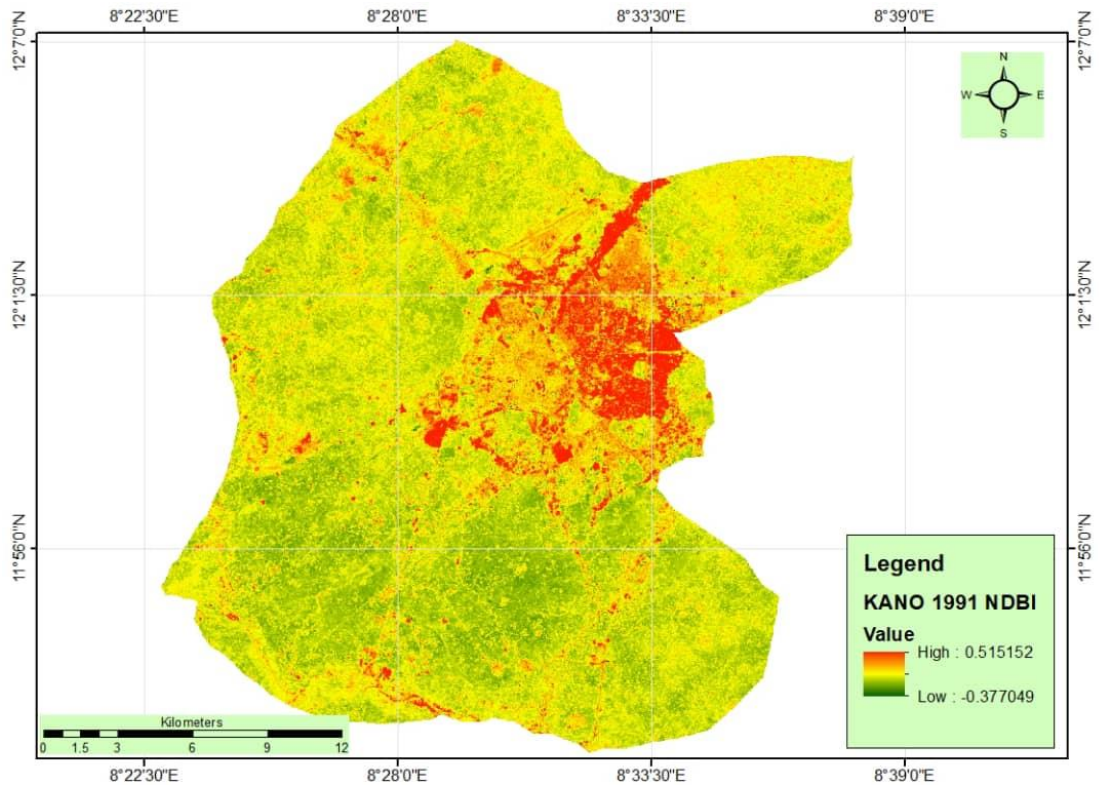 8°22'30"E 8°28'0"E 8°33'30"E 8°39'0"E
12°7'0"N 12°7'0"N
N
W E
S
12°1'30"N 12°1'30"N
11°56'0"N 11°56'0"N
Legend
KANO 1991 NDBI
Value
High : 0.515152
Low : -0.377049
Kilometers
0 1.5 3 6 9 12
8°22'30"E 8°28'0"E 8°33'30"E 8°39'0"E